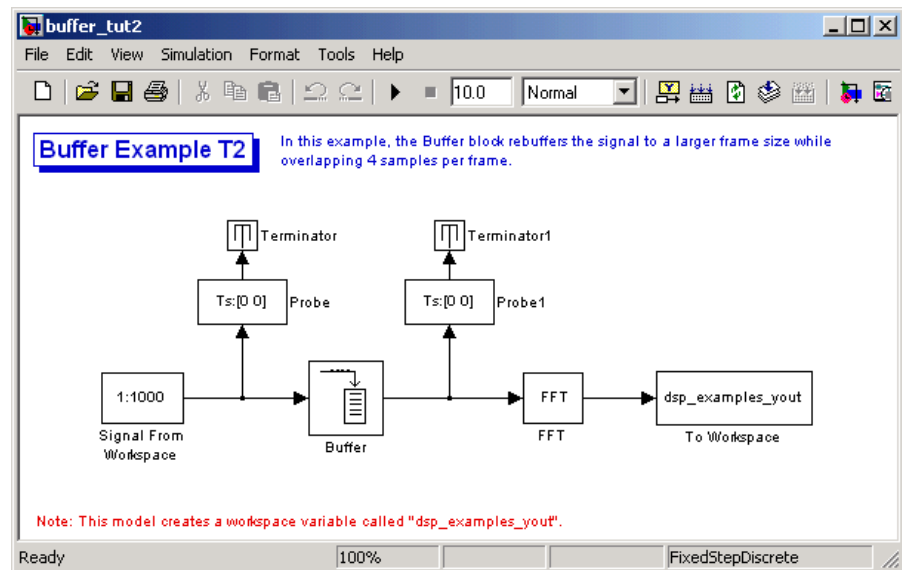 buffer_tut2
File Edit View Simulation Format Tools Help
10.0 Normal
Buffer Example T2
In this example, the Buffer block rebuffers the signal to a larger frame size while
overlapping 4 samples per frame.
Terminator
Terminator1
Ts:[0 0]
Probe
Ts:[0 0]
Probe1
1:1000
FFT
dsp_examples_yout
Signal From
Workspace
Buffer
FFT
To Workspace
Note: This model creates a workspace variable called "dsp_examples_yout".
Ready 100% FixedStepDiscrete